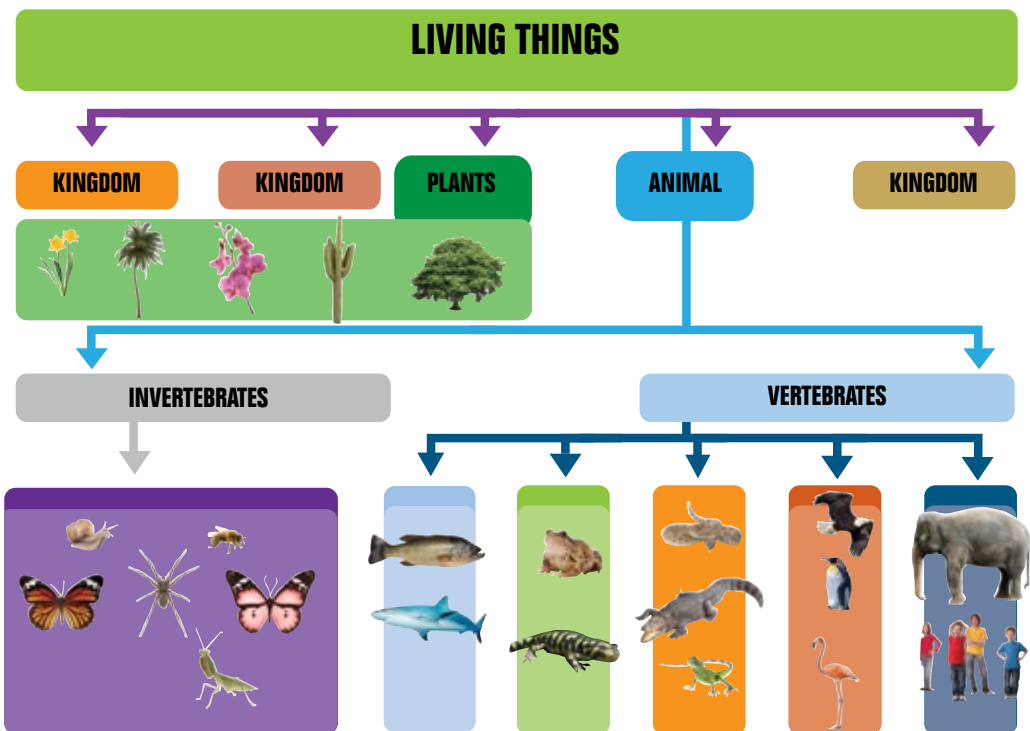 LIVING THINGS
KINGDOM
KINGDOM
PLANTS
ANIMAL
KINGDOM
INVERTEBRATES
VERTEBRATES